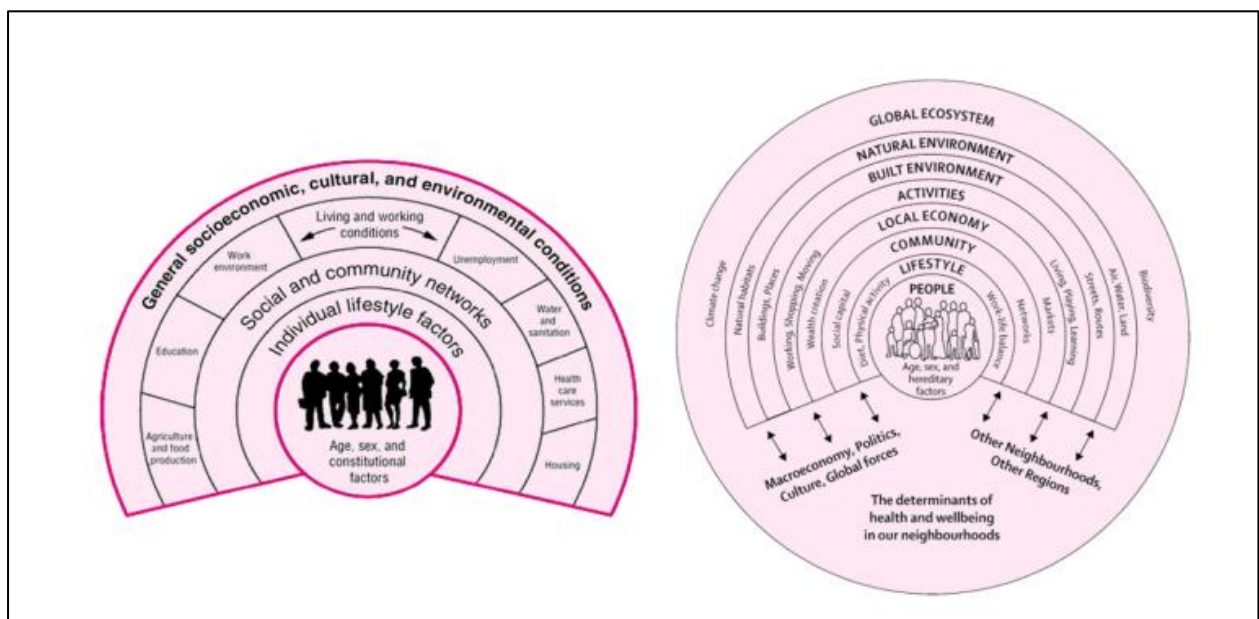 General socioeconomic, cultural, and environmental conditions
Living and working
conditions
Work
environment
Unemployment
Education
Water
and
sanitation
Agriculture
and food
production
Health
care
services
Housing
Social and community networks
Individual lifestyle factors
Age, sex, and
constitutional
factors
GLOBAL ECOSYSTEM
NATURAL ENVIRONMENT
BUILT ENVIRONMENT
ACTIVITIES
LOCAL ECONOMY
COMMUNITY
LIFESTYLE
PEOPLE
Climate change
Natural habitats
Buildings, Places
Working, Shopping, Moving
Wealth creation
Social capital
Diet, Physical activity
Work-life balance
Networks
Markets
Living, Playing, Learning
Streets, Routes
Air, Water, Land
Biodiversity
Age, sex, and
hereditary
factors
Macroeconomy, Politics,
Culture, Global forces
Other Neighbourhoods,
Other Regions
The determinants of
health and wellbeing
in our neighbourhoods